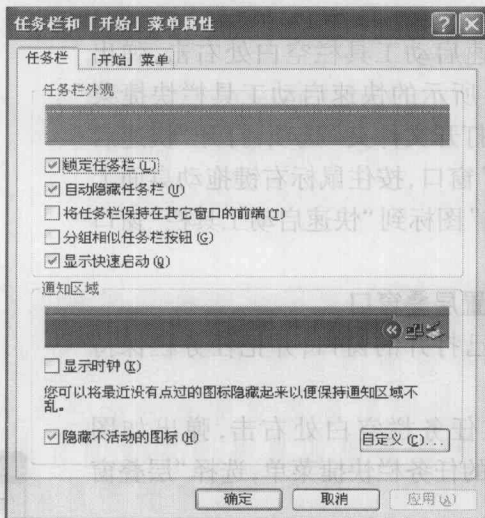 任务栏和「开始」菜单属性
任务栏 「开始」菜单
任务栏外观
锁定任务栏(L)
自动隐藏任务栏(U)
将任务栏保持在其它窗口的前端(T)
分组相似任务栏按钮(G)
显示快速启动(Q)
通知区域
显示时钟(K)
您可以将最近没有点过的图标隐藏起来以便保持通知区域不
乱。
隐藏不活动的图标(H) 自定义(C)...
确定 取消 应用(A)